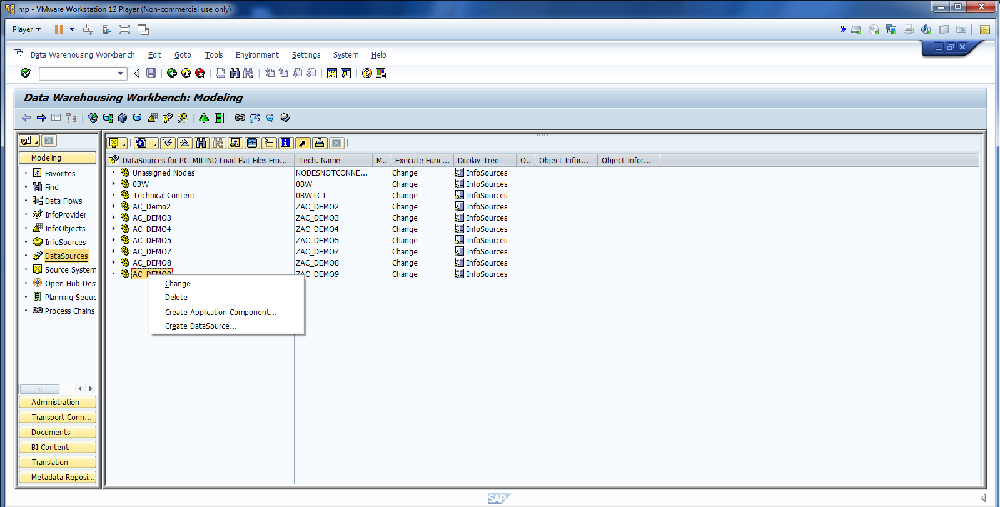 mp - VMware Workstation 12 Player (Non-commercial use only)
Player
Data Warehousing Workbench Edit Goto Tools Environment Settings System Help
Data Warehousing Workbench: Modeling
Modeling
Favorites
Find
Data Flows
InfoProvider
InfoObjects
InfoSources
DataSources
Source System
Open Hub Dest
Planning Seque
Process Chains
Administration
Transport Conn...
Documents
BI Content
Translation
Metadata Reposi...
DataSources for PC_MILIND Load Flat Files Fro... Tech. Name M.. Execute Func... Display Tree O.. Object Infor... Object Infor...
Unassigned Nodes NODESNOTCONNE... Change InfoSources
0BW 0BW Change InfoSources
Technical Content 0BWTCT Change InfoSources
AC_Demo2 ZAC_DEMO2 Change InfoSources
AC_DEMO3 ZAC_DEMO3 Change InfoSources
AC_DEMO4 ZAC_DEMO4 Change InfoSources
AC_DEMO5 ZAC_DEMO5 Change InfoSources
AC_DEMO7 ZAC_DEMO7 Change InfoSources
AC_DEMO8 ZAC_DEMO8 Change InfoSources
AC_DEMO9 ZAC_DEMO9 Change InfoSources
Change
Delete
Create Application Component...
Create DataSource...
SAP